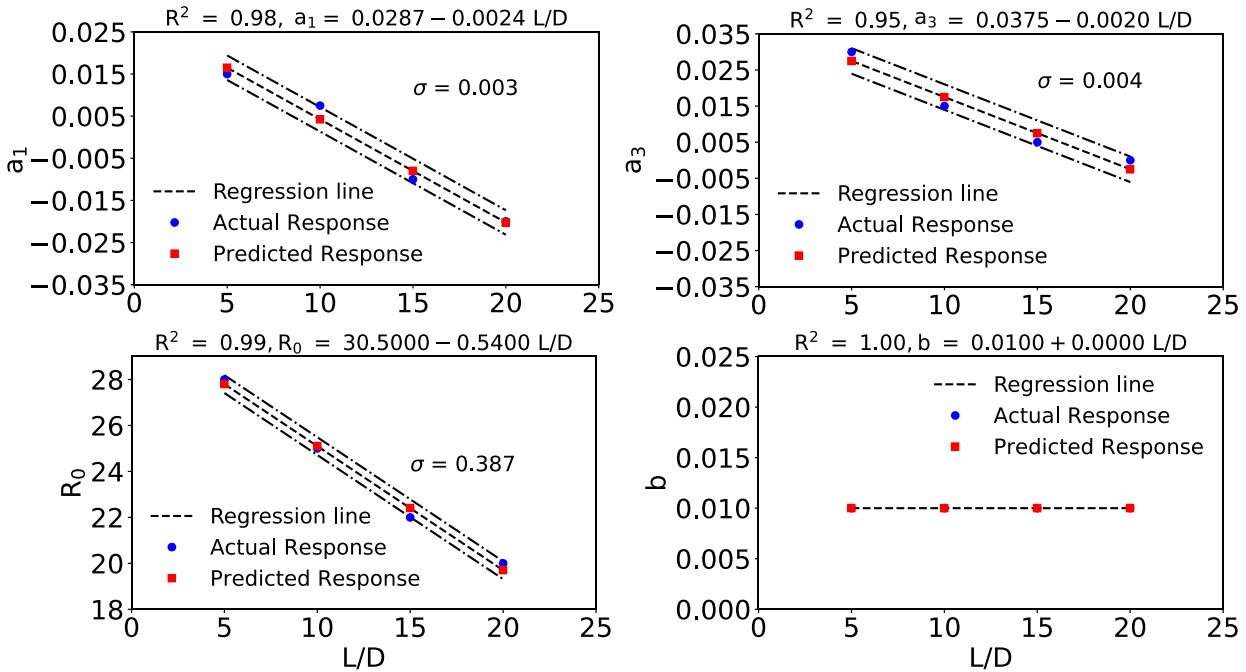 R² = 0.98, a₁ = 0.0287−0.0024 L/D
0.025
0.015
0.005
−0.005
−0.015
−0.025
−0.035
a₁
σ = 0.003
Regression line
Actual Response
Predicted Response
0 5 10 15 20 25
R² = 0.95, a₃ = 0.0375−0.0020 L/D
0.035
0.025
0.015
0.005
−0.005
−0.015
−0.025
−0.035
a₃
σ = 0.004
Regression line
Actual Response
Predicted Response
0 5 10 15 20 25
R² = 0.99, R₀ = 30.5000−0.5400 L/D
28
26
24
22
20
18
R₀
σ = 0.387
Regression line
Actual Response
Predicted Response
0 5 10 15 20 25
L/D
R² = 1.00, b = 0.0100+0.0000 L/D
0.025
0.020
0.015
0.010
0.005
0.000
b
Regression line
Actual Response
Predicted Response
0 5 10 15 20 25
L/D